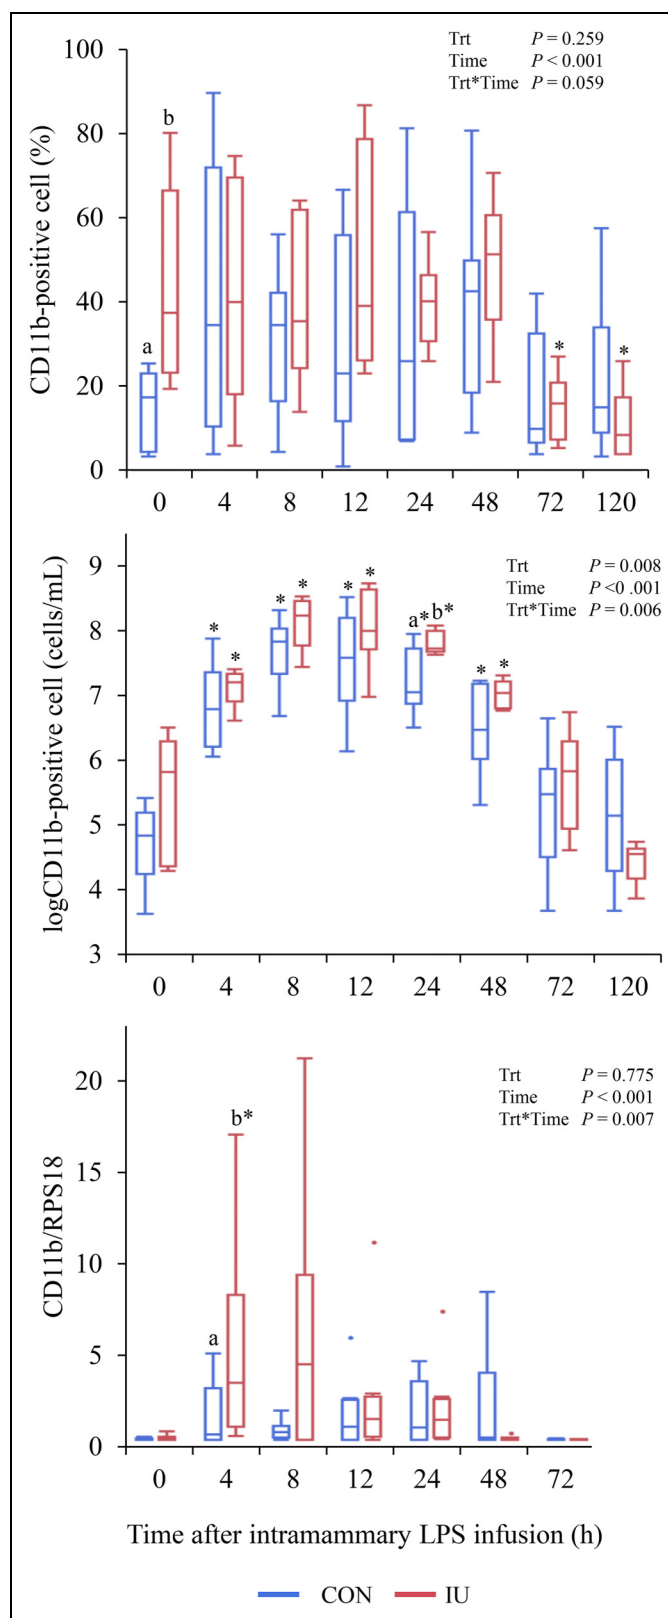 Trt P = 0.259
Time P < 0.001
Trt*Time P = 0.059
CD11b-positive cell (%)
100
80
60
40
20
0
a
b
*
*
0 4 8 12 24 48 72 120
Trt P = 0.008
Time P <0 .001
Trt*Time P = 0.006
logCD11b-positive cell (cells/mL)
9
8
7
6
5
4
3
* * * * * * a* b* * *
0 4 8 12 24 48 72 120
Trt P = 0.775
Time P < 0.001
Trt*Time P = 0.007
CD11b/RPS18
20
15
10
5
0
a
b*
0 4 8 12 24 48 72
Time after intramammary LPS infusion (h)
CON IU